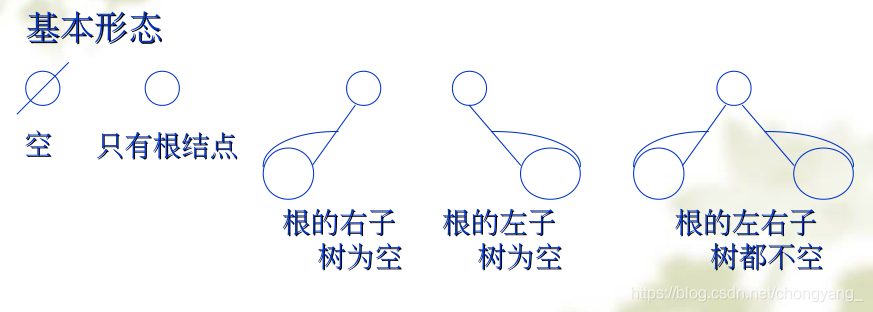 基本形态
空
只有根结点
根的右子
树为空
根的左子
树为空
根的左右子
树都不空
https://blog.csdn.net/chongyang_